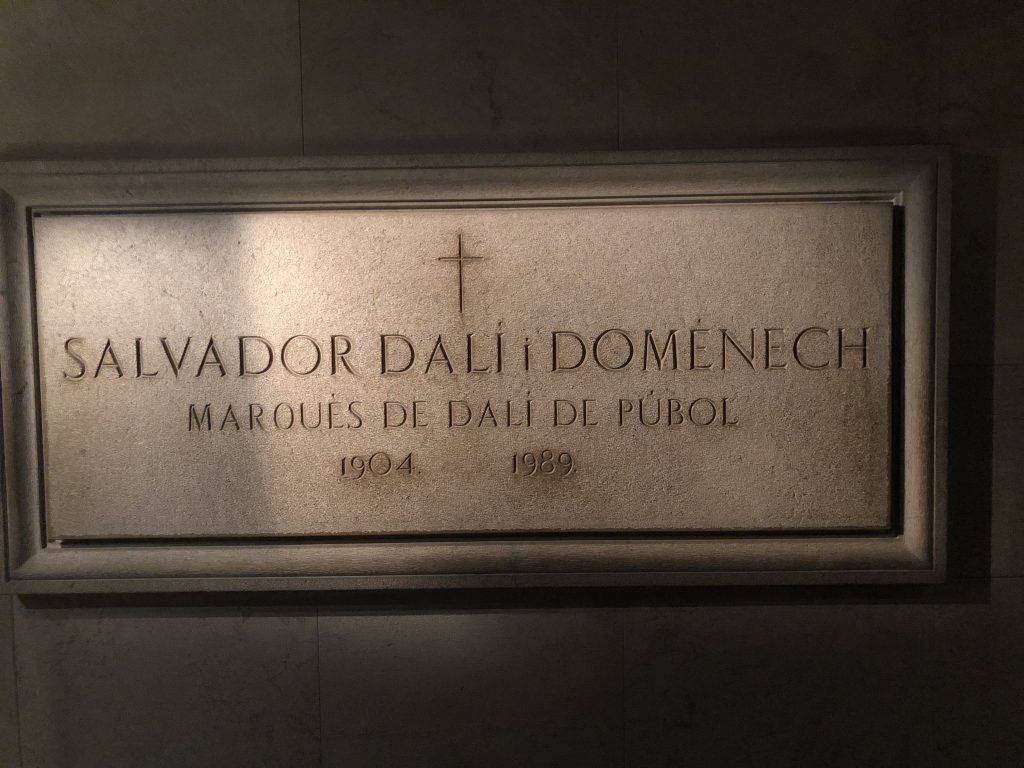 SALVADOR DALÍ i DOMÈNECH
MARQUÈS DE DALÍ DE PÚBOL
1904. 1989.